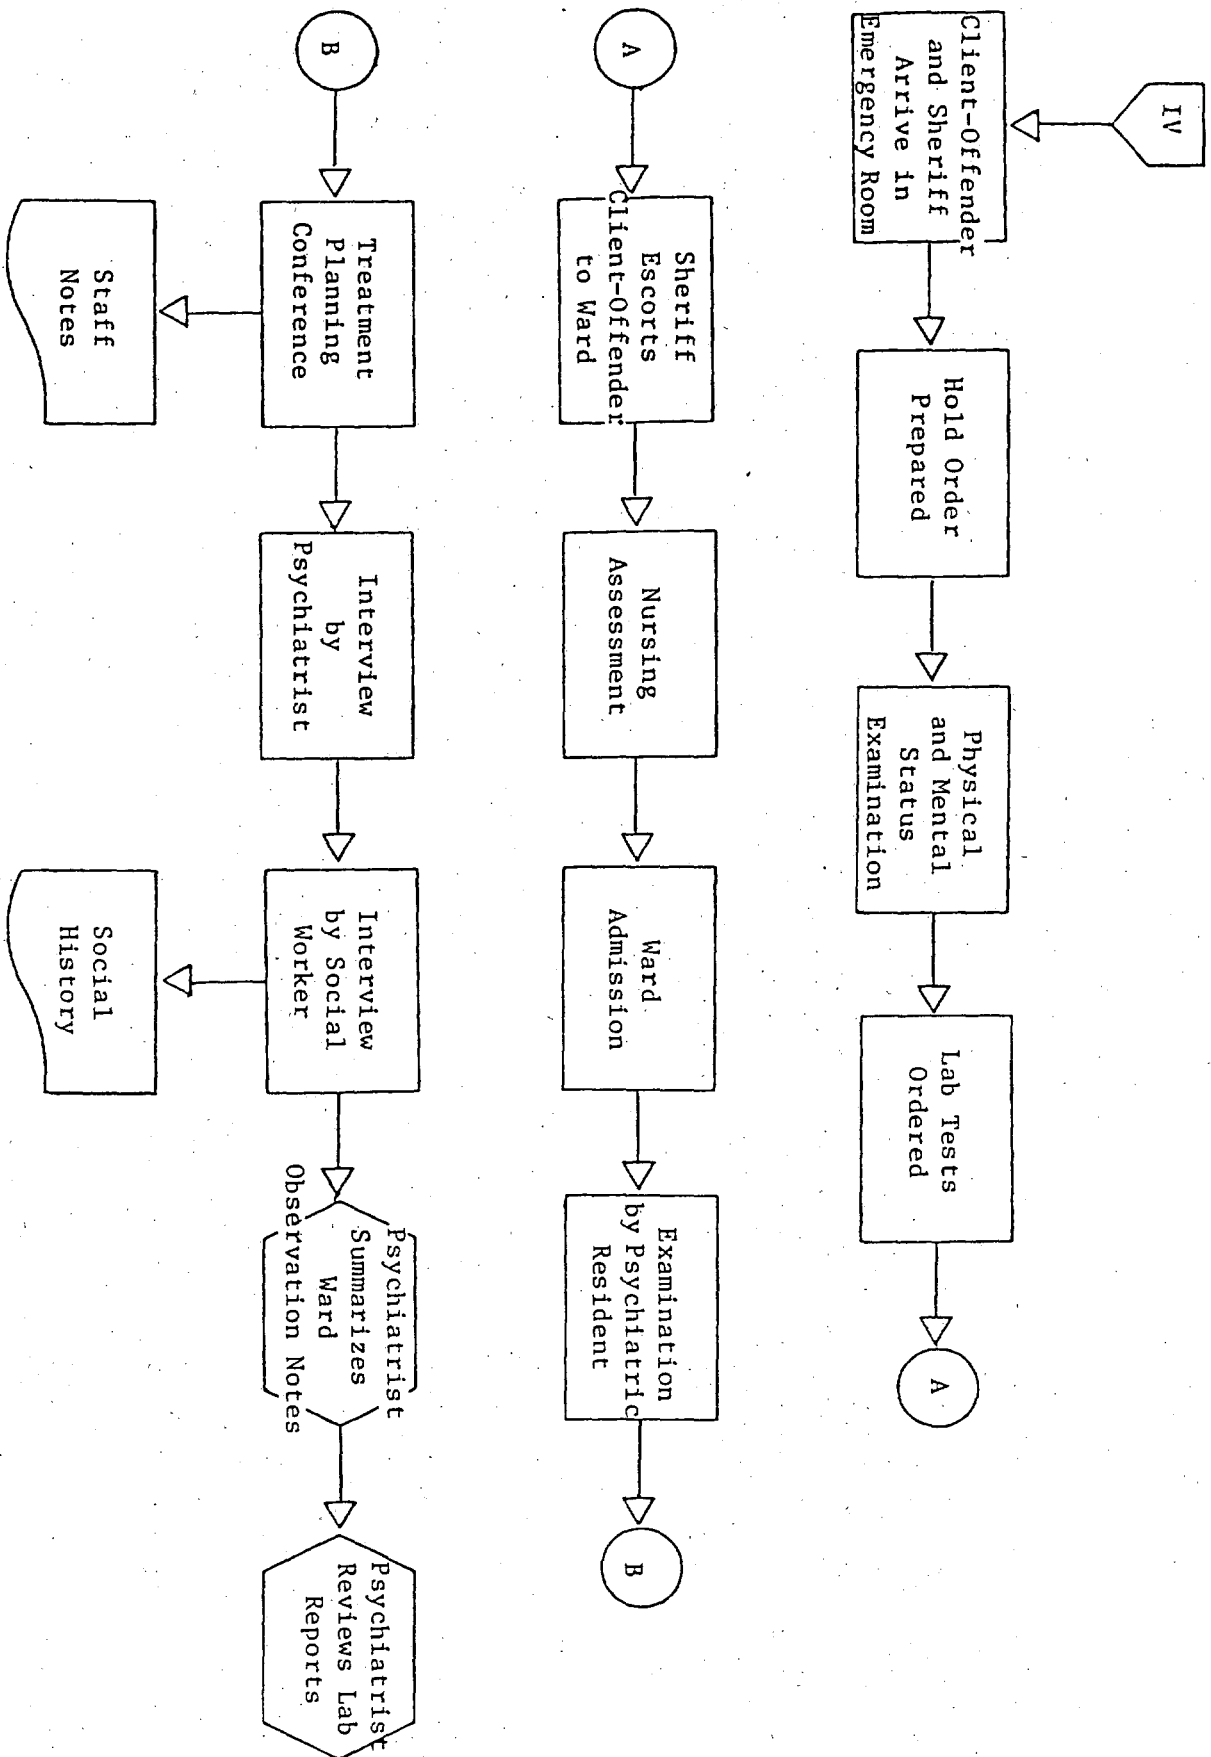 IV
Client-Offender
and Sheriff
Arrive in
Emergency Room
Hold Order
Prepared
Physical
and Mental
Status
Examination
Lab Tests
Ordered
A
A
Sheriff
Escorts
Client-Offender
to Ward
Nursing
Assessment
Ward
Admission
Examination
by Psychiatric
Resident
B
B
Treatment
Planning
Conference
Staff
Notes
Interview
by
Psychiatrist
Interview
by Social
Worker
Social
History
Psychiatrist
Summarizes
Ward
Observation Notes
Psychiatrist
Reviews Lab
Reports